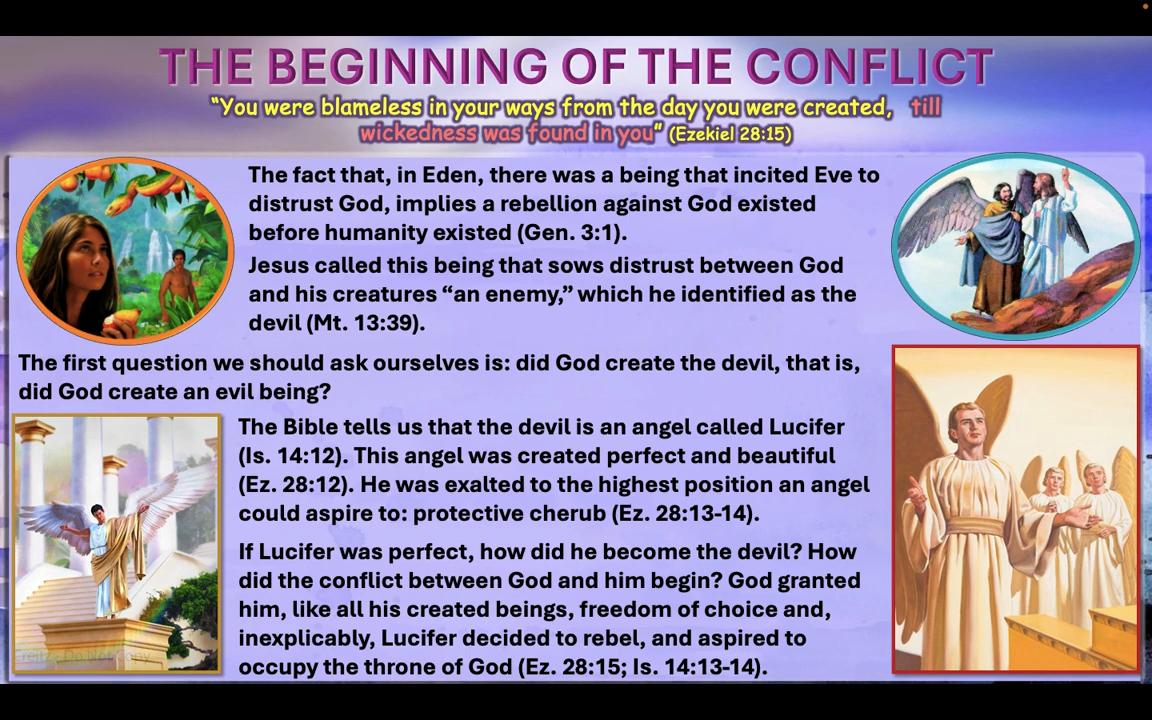 THE BEGINNING OF THE CONFLICT
“You were blameless in your ways from the day you were created, till
wickedness was found in you” (Ezekiel 28:15)
The fact that, in Eden, there was a being that incited Eve to
distrust God, implies a rebellion against God existed
before humanity existed (Gen. 3:1).
Jesus called this being that sows distrust between God
and his creatures “an enemy,” which he identified as the
devil (Mt. 13:39).
The first question we should ask ourselves is: did God create the devil, that is,
did God create an evil being?
The Bible tells us that the devil is an angel called Lucifer
(Is. 14:12). This angel was created perfect and beautiful
(Ez. 28:12). He was exalted to the highest position an angel
could aspire to: protective cherub (Ez. 28:13-14).
If Lucifer was perfect, how did he become the devil? How
did the conflict between God and him begin? God granted
him, like all his created beings, freedom of choice and,
inexplicably, Lucifer decided to rebel, and aspired to
occupy the throne of God (Ez. 28:15; Is. 14:13-14).
Do Not Copy